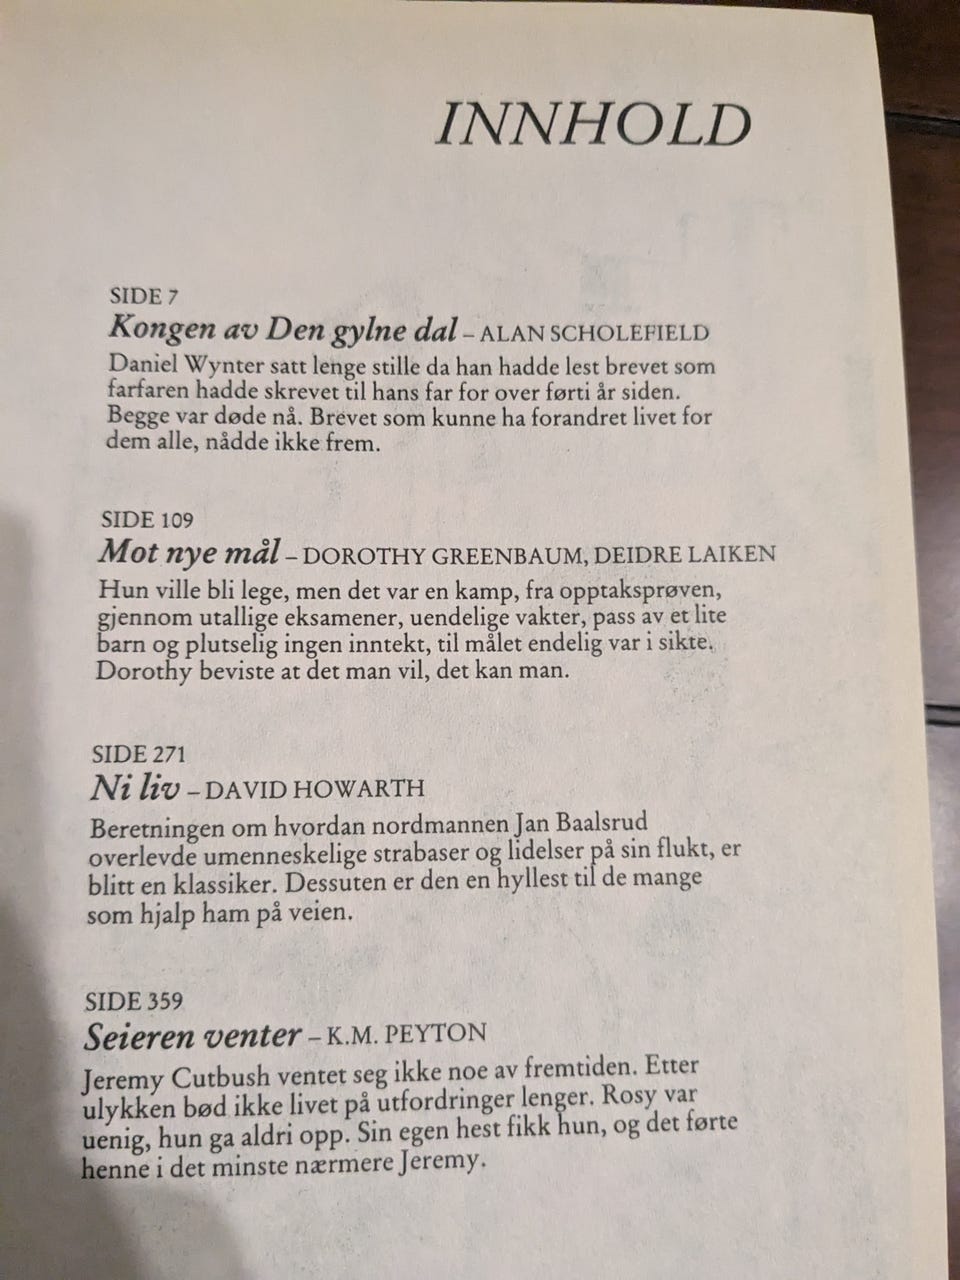 INNHOLD
SIDE 7
Kongen av Den gylne dal – ALAN SCHOLEFIELD
Daniel Wynter satt lenge stille da han hadde lest brevet som
farfaren hadde skrevet til hans far for over førti år siden.
Begge var døde nå. Brevet som kunne ha forandret livet for
dem alle, nådde ikke frem.
SIDE 109
Mot nye mål – DOROTHY GREENBAUM, DEIDRE LAIKEN
Hun ville bli lege, men det var en kamp, fra opptaksprøven,
gjennom utallige eksamener, uendelige vakter, pass av et lite
barn og plutselig ingen inntekt, til målet endelig var i sikte.
Dorothy beviste at det man vil, det kan man.
SIDE 271
Ni liv – DAVID HOWARTH
Beretningen om hvordan nordmannen Jan Baalsrud
overlevde umenneskelige strabaser og lidelser på sin flukt, er
blitt en klassiker. Dessuten er den en hyllest til de mange
som hjalp ham på veien.
SIDE 359
Seieren venter – K.M. PEYTON
Jeremy Cutbush ventet seg ikke noe av fremtiden. Etter
ulykken bød ikke livet på utfordringer lenger. Rosy var
uenig, hun ga aldri opp. Sin egen hest fikk hun, og det førte
henne i det minste nærmere Jeremy.